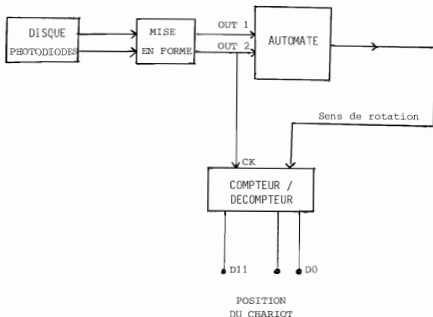 DISQUE
PHOTODIODES
MISE
EN FORME
OUT 1
OUT 2
AUTOMATE
Sens de rotation
CK
COMPTEUR /
DECOMPTEUR
D11
D0
POSITION
DU CHARIOT